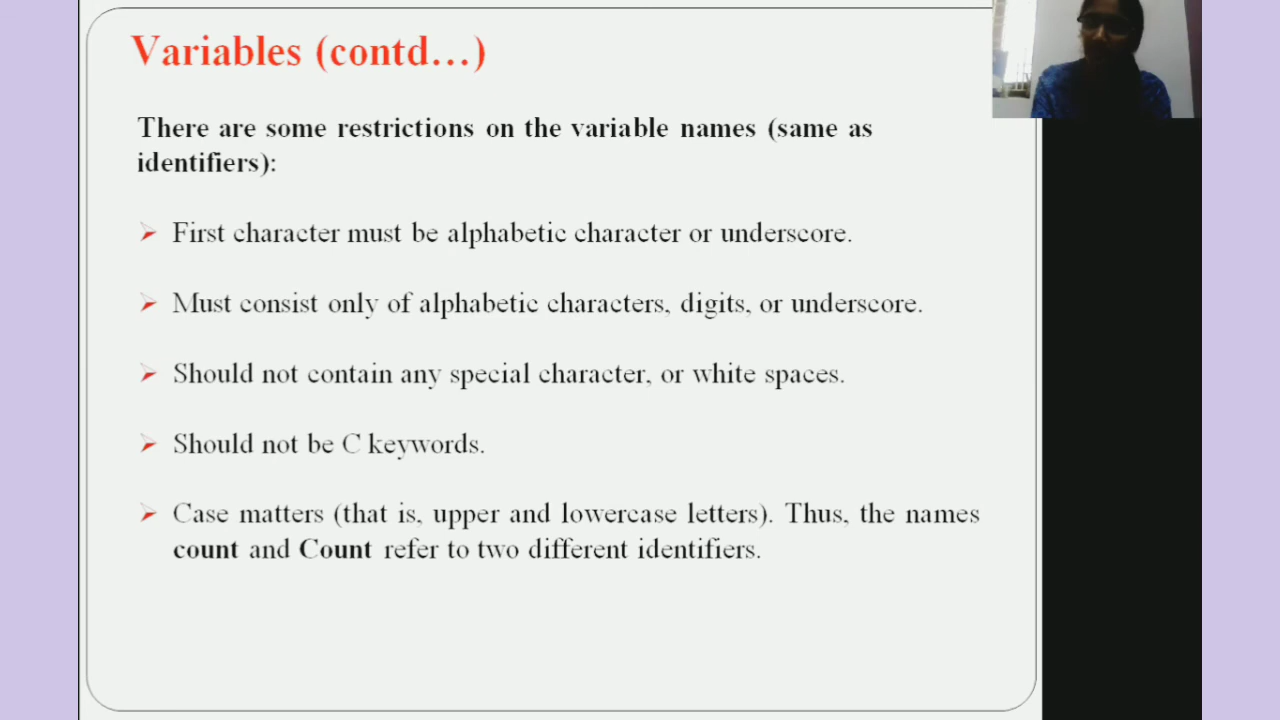 Variables (contd...)
There are some restrictions on the variable names (same as
identifiers):
First character must be alphabetic character or underscore.
Must consist only of alphabetic characters, digits, or underscore.
Should not contain any special character, or white spaces.
Should not be C keywords.
Case matters (that is, upper and lowercase letters). Thus, the names
count and Count refer to two different identifiers.